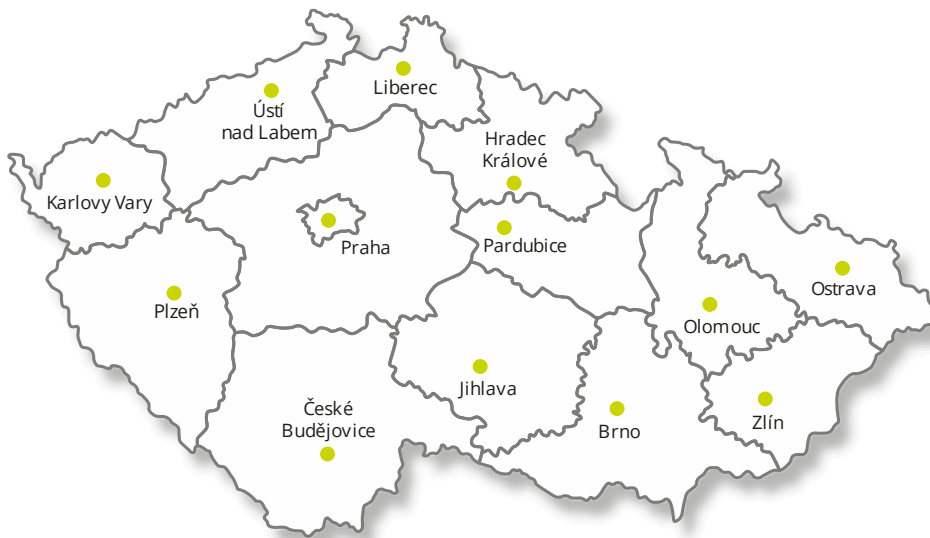 Liberec
Ústí
nad Labem
Hradec
Králové
Karlovy Vary
Praha
Pardubice
Ostrava
Plzeň
Olomouc
Jihlava
České
Budějovice
Brno
Zlín